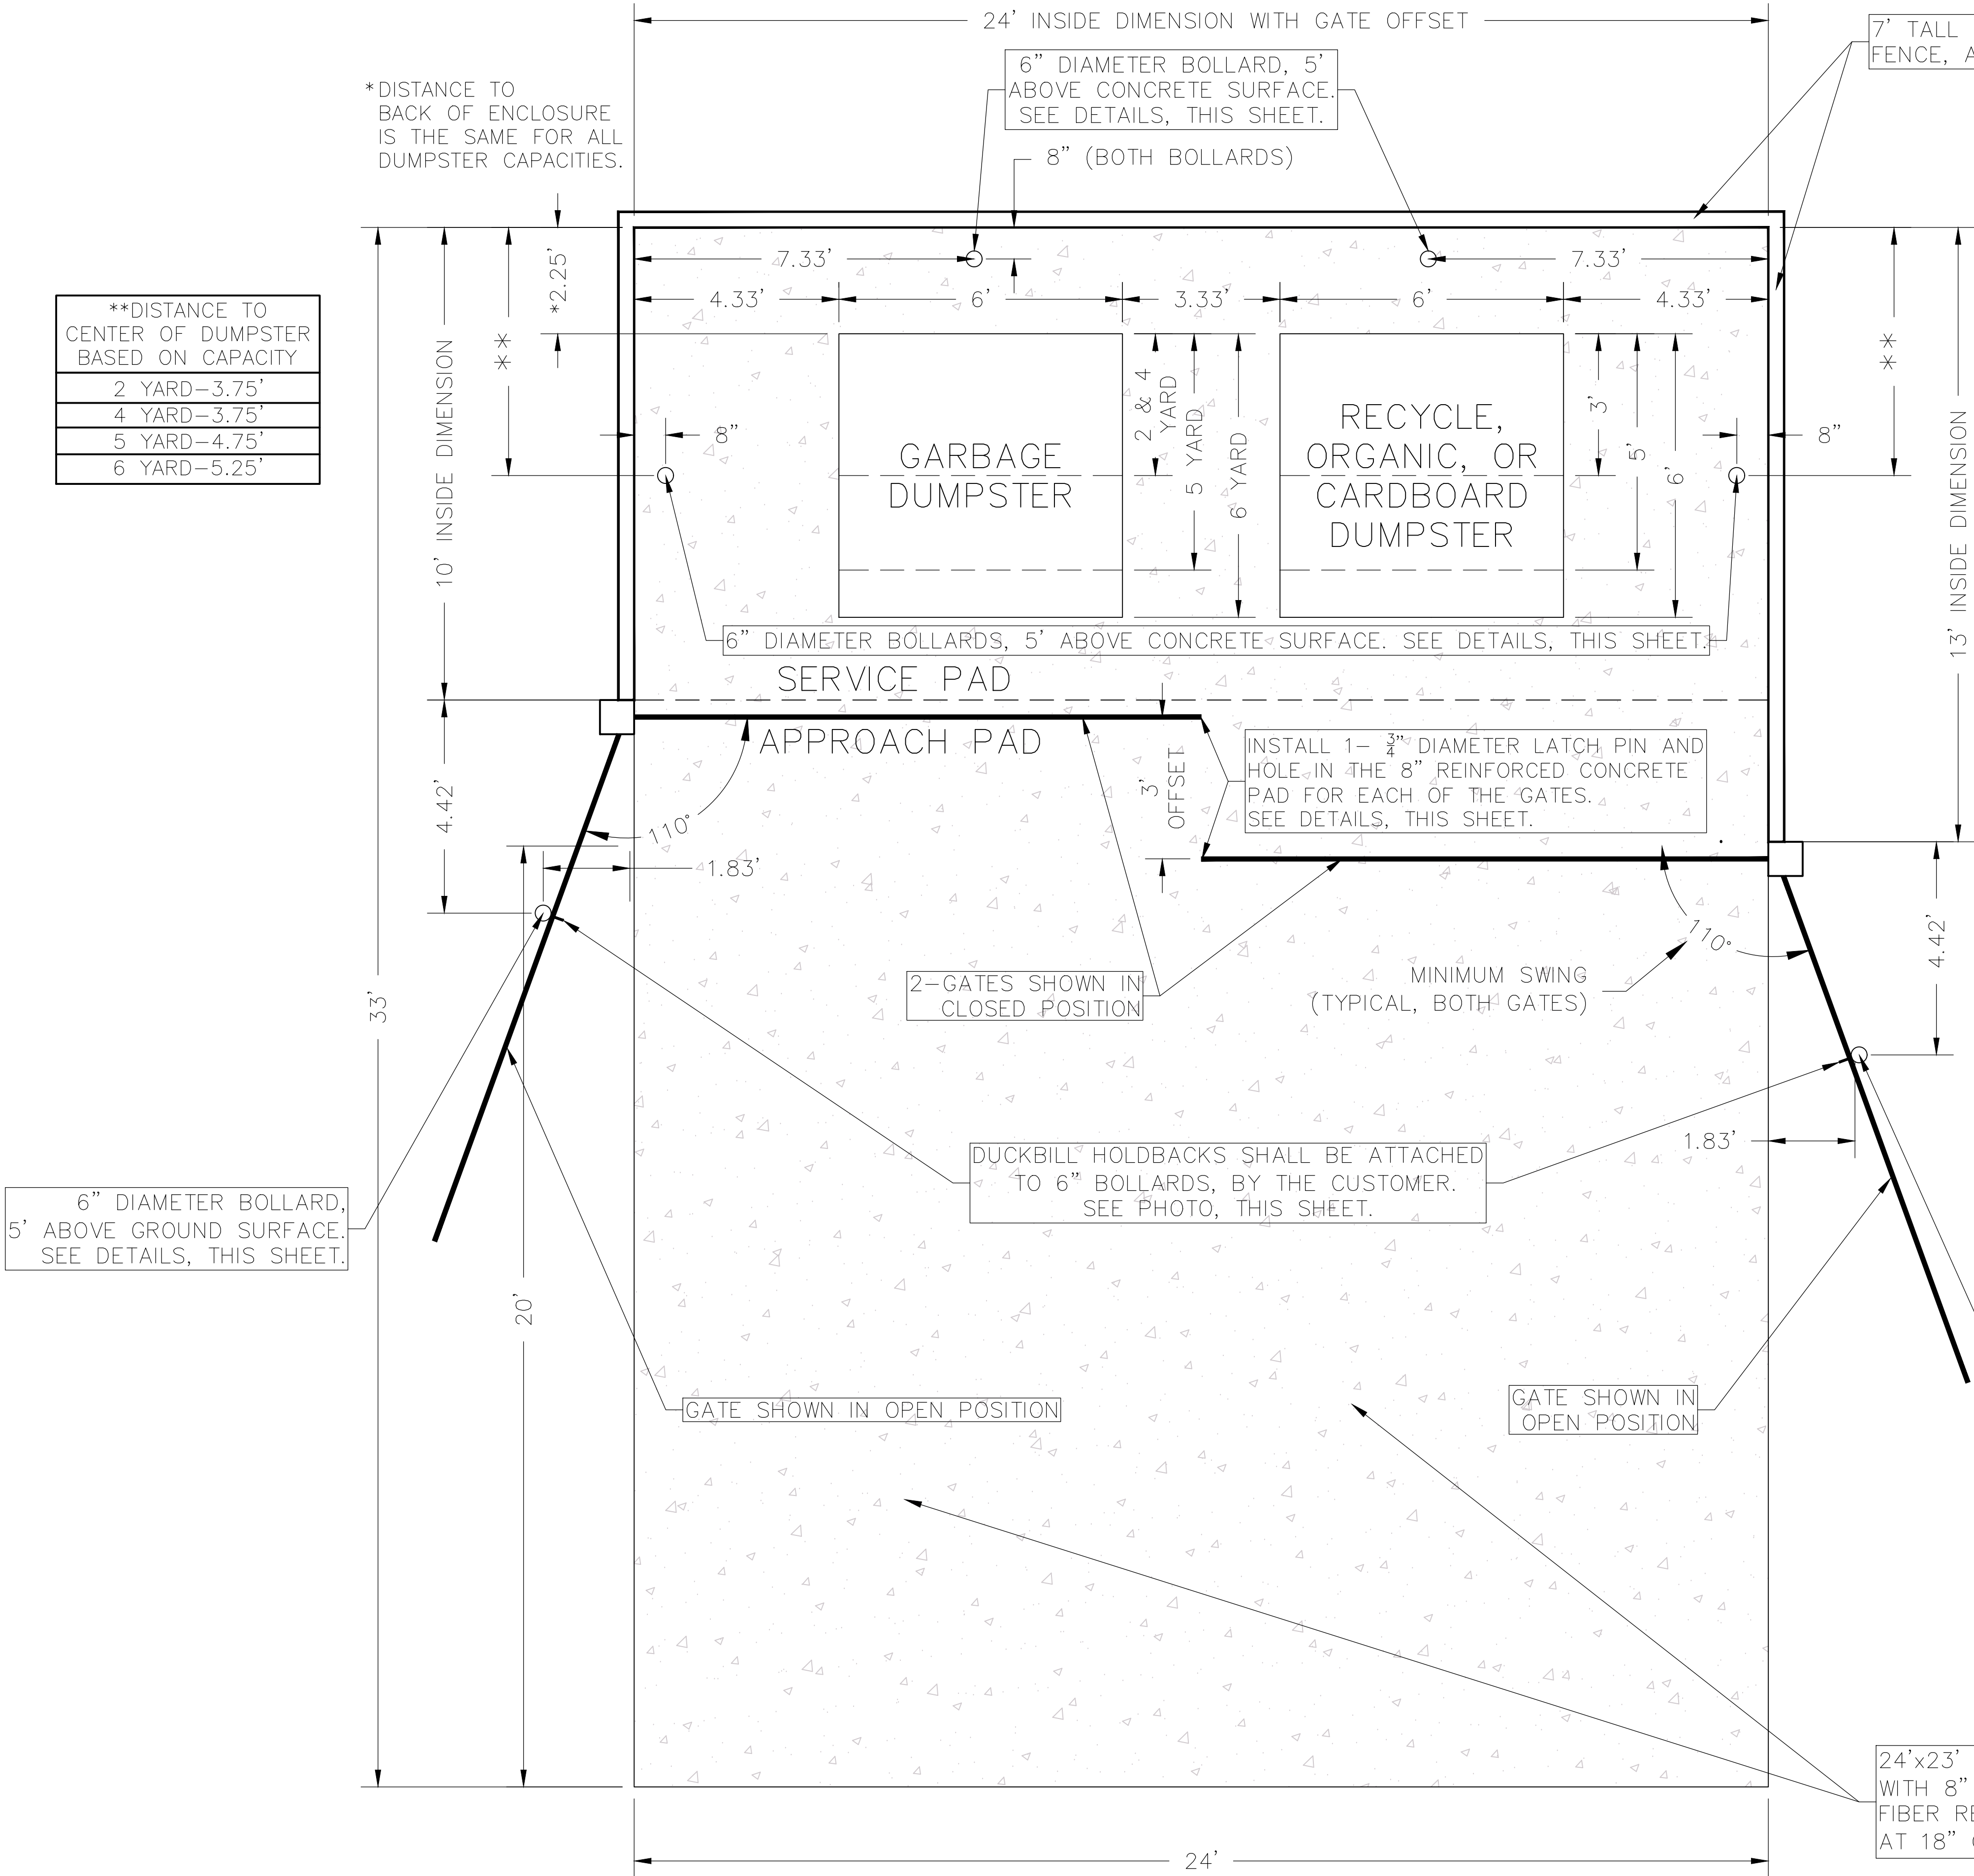 24' INSIDE DIMENSION WITH GATE OFFSET
7' TALL
FENCE, A
6" DIAMETER BOLLARD, 5'
ABOVE CONCRETE SURFACE.
SEE DETAILS, THIS SHEET.
*DISTANCE TO
BACK OF ENCLOSURE
IS THE SAME FOR ALL
DUMPSTER CAPACITIES.
8" (BOTH BOLLARDS)
*2.25'
7.33'
7.33'
4.33'
6'
3.33'
6'
4.33'
**DISTANCE TO
CENTER OF DUMPSTER
BASED ON CAPACITY
2 YARD-3.75'
4 YARD-3.75'
5 YARD-4.75'
6 YARD-5.25'
**
**
10' INSIDE DIMENSION
13' INSIDE DIMENSION
8"
8"
GARBAGE
DUMPSTER
2 & 4
YARD
5 YARD
6 YARD
RECYCLE,
ORGANIC, OR
CARDBOARD
DUMPSTER
3'
5'
6'
6" DIAMETER BOLLARDS, 5' ABOVE CONCRETE SURFACE. SEE DETAILS, THIS SHEET.
SERVICE PAD
APPROACH PAD
4.42'
110°
1.83'
3'
OFFSET
INSTALL 1- 3/4" DIAMETER LATCH PIN AND
HOLE IN THE 8" REINFORCED CONCRETE
PAD FOR EACH OF THE GATES.
SEE DETAILS, THIS SHEET.
110°
4.42'
2-GATES SHOWN IN
CLOSED POSITION
MINIMUM SWING
(TYPICAL, BOTH GATES)
33'
20'
DUCKBILL HOLDBACKS SHALL BE ATTACHED
TO 6" BOLLARDS, BY THE CUSTOMER.
SEE PHOTO, THIS SHEET.
1.83'
6" DIAMETER BOLLARD,
5' ABOVE GROUND SURFACE.
SEE DETAILS, THIS SHEET.
GATE SHOWN IN OPEN POSITION
GATE SHOWN IN
OPEN POSITION
24'x23'
WITH 8"
FIBER RE
AT 18"
24'